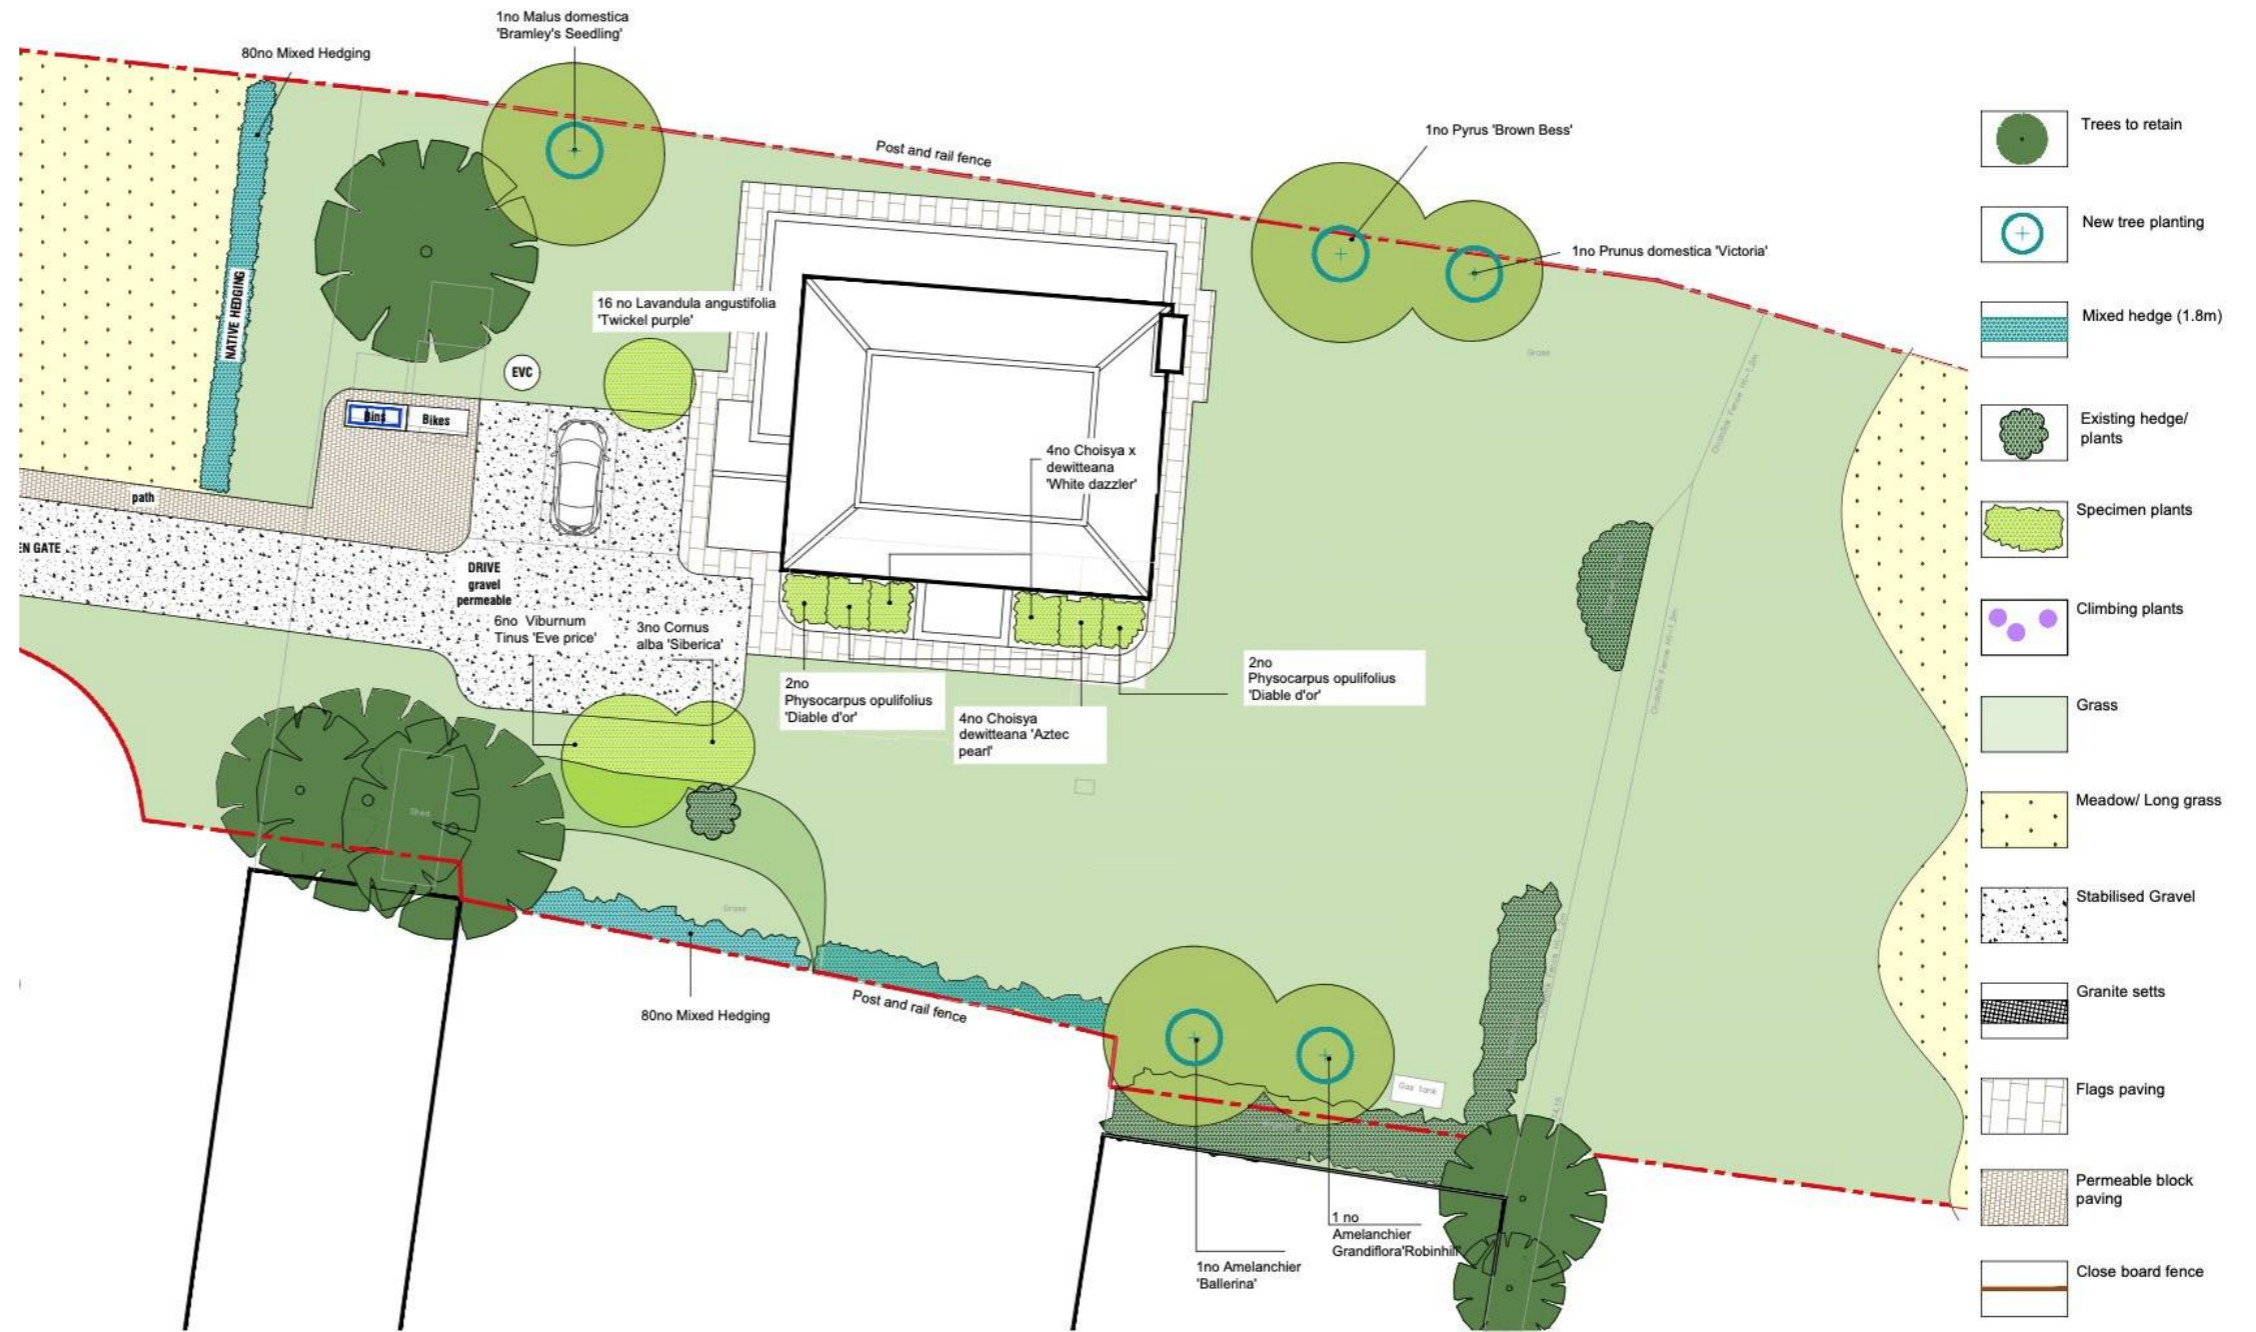 1no Malus domestica
'Bramley's Seedling'
80no Mixed Hedging
Post and rail fence
1no Pyrus 'Brown Bess'
1no Prunus domestica 'Victoria'
NATIVE HEDGING
16 no Lavandula angustifolia
'Twickel purple'
EVC
Grass
Bins
Bikes
4no Choisya x
dewitteana
'White dazzler'
path
EN GATE
DRIVE
gravel
permeable
6no Viburnum
Tinus 'Eve price'
3no Cornus
alba 'Siberica'
2no
Physocarpus opulifolius
'Diable d'or'
4no Choisya
dewitteana 'Aztec
pearl'
2no
Physocarpus opulifolius
'Diable d'or'
Shed
Grass
80no Mixed Hedging
Post and rail fence
Gas tank
1no Amelanchier
'Ballerina'
1 no
Amelanchier
Grandiflora'Robinhill'
Trees to retain
New tree planting
Mixed hedge (1.8m)
Existing hedge/
plants
Specimen plants
Climbing plants
Grass
Meadow/ Long grass
Stabilised Gravel
Granite setts
Flags paving
Permeable block
paving
Close board fence